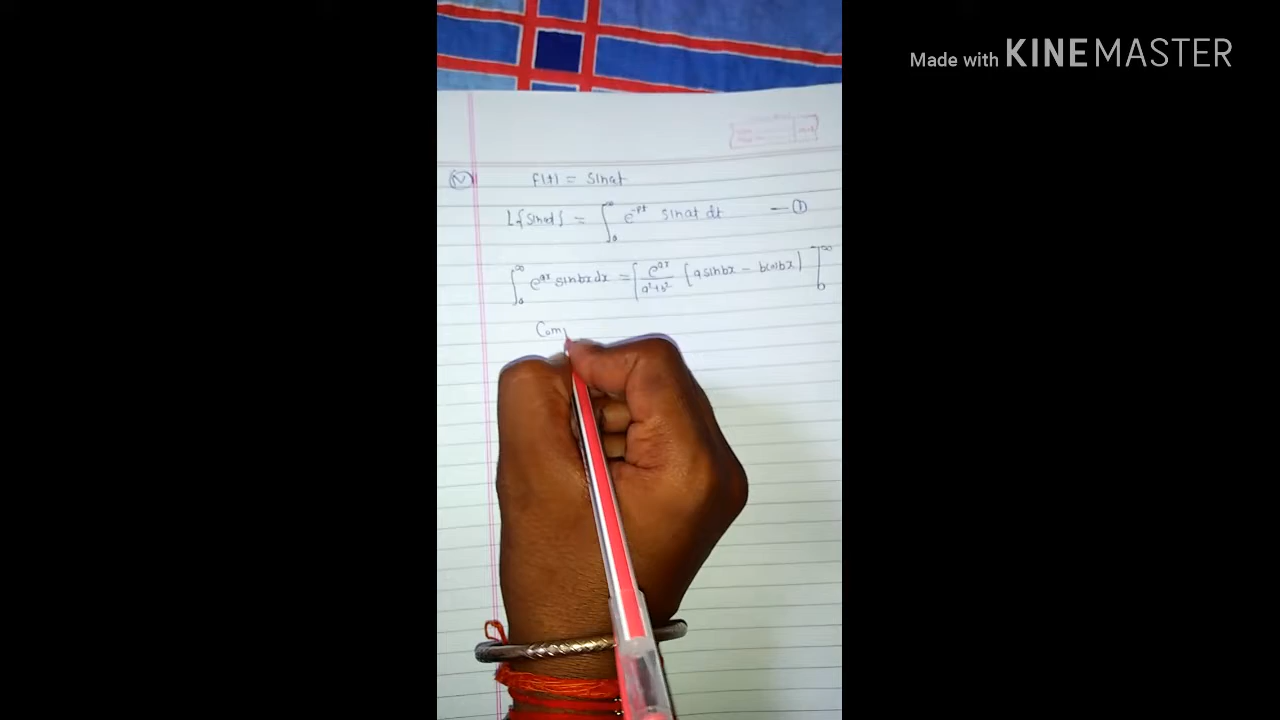 Made with KINEMASTER
(iv) F(t) = sinat
L{sinat} = ∫₀^∞ e^-pt sinat dt — ①
∫₀^∞ e^ax sinbx dx = [e^ax/a²+b² [a sinbx - b cosbx]]₀^∞
Com